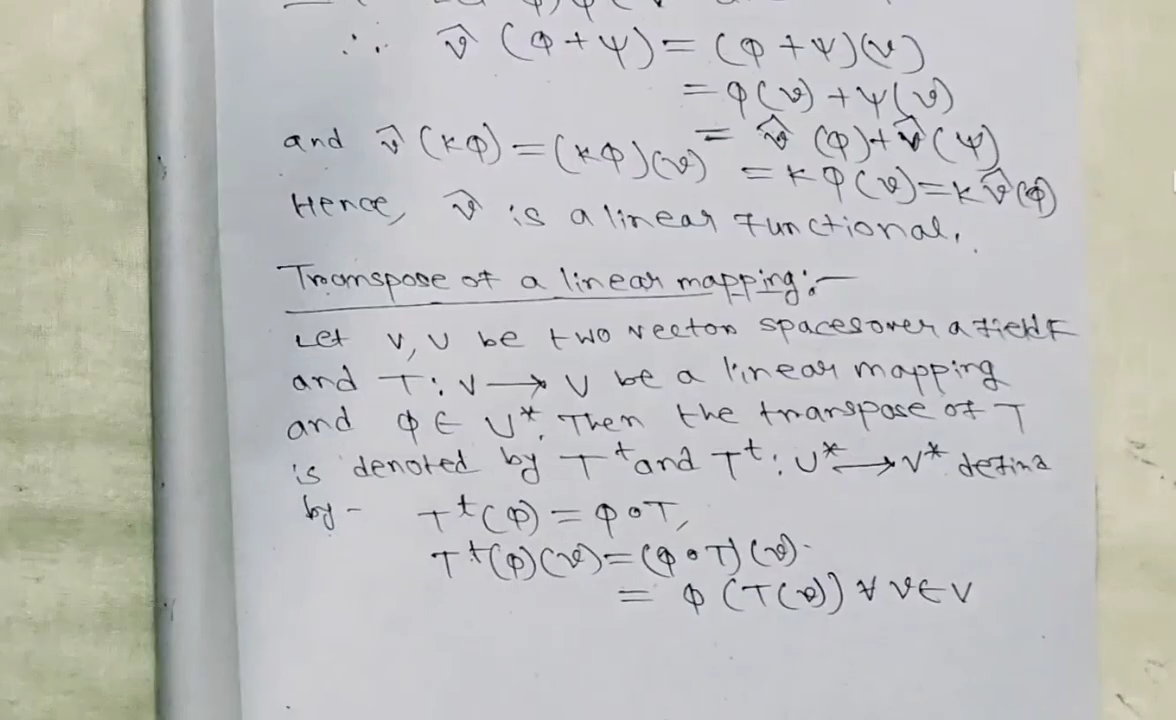 ∴ v̂ (φ+ψ) = (φ+ψ)(v)
= φ(v) + ψ(v)
= v̂ (φ) + v̂ (ψ)
and v̂ (kφ) = (kφ)(v) = kφ(v) = k v̂(φ)
Hence, v̂ is a linear functional.
Transpose of a linear mapping:-
Let V, U be two vector spaces over a field F
and T: V → U be a linear mapping
and φ ∈ U*. Then the transpose of T
is denoted by Tᵗ and Tᵗ: U* → V* defina
by - Tᵗ(φ) = φ∘T,
Tᵗ(φ)(v) = (φ∘T)(v).
= φ (T(v)) ∀ v ∈ V